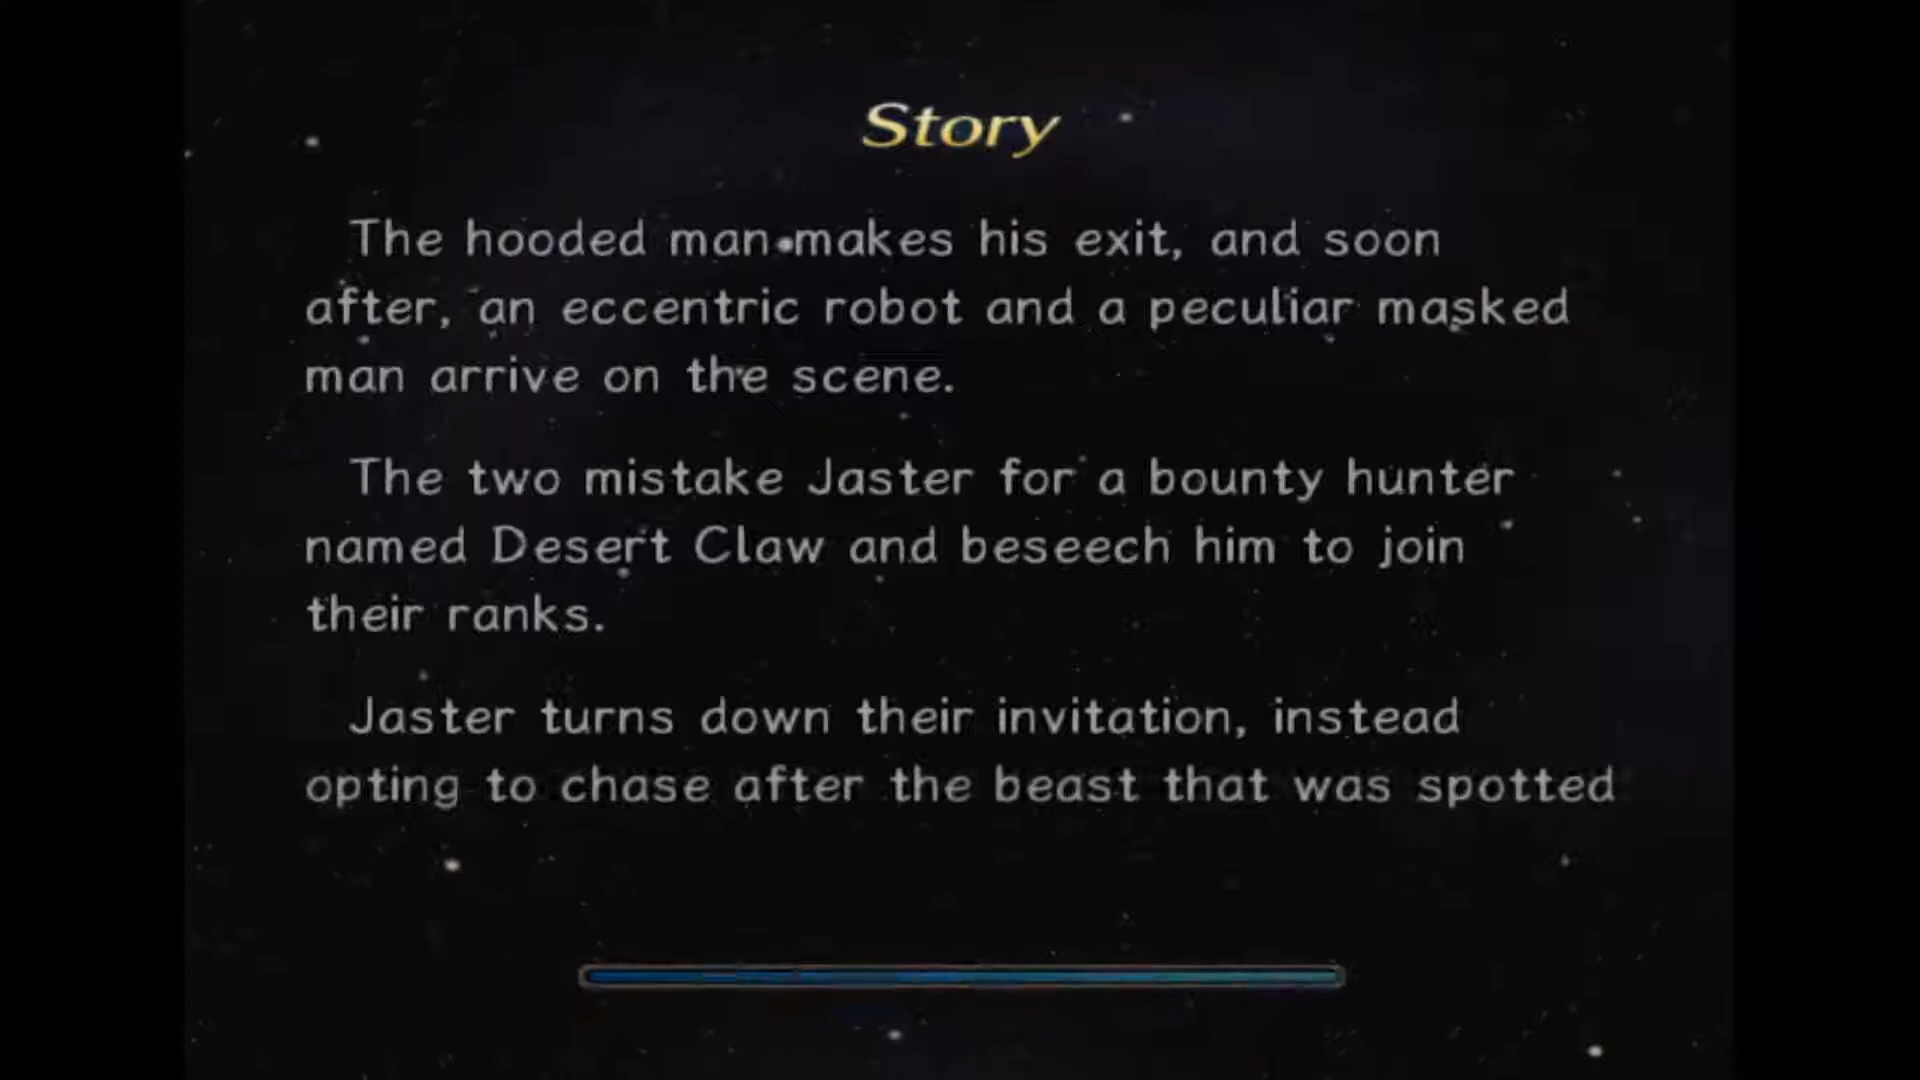 Story
The hooded man makes his exit, and soon
after, an eccentric robot and a peculiar masked
man arrive on the scene.
The two mistake Jaster for a bounty hunter
named Desert Claw and beseech him to join
their ranks.
Jaster turns down their invitation, instead
opting to chase after the beast that was spotted